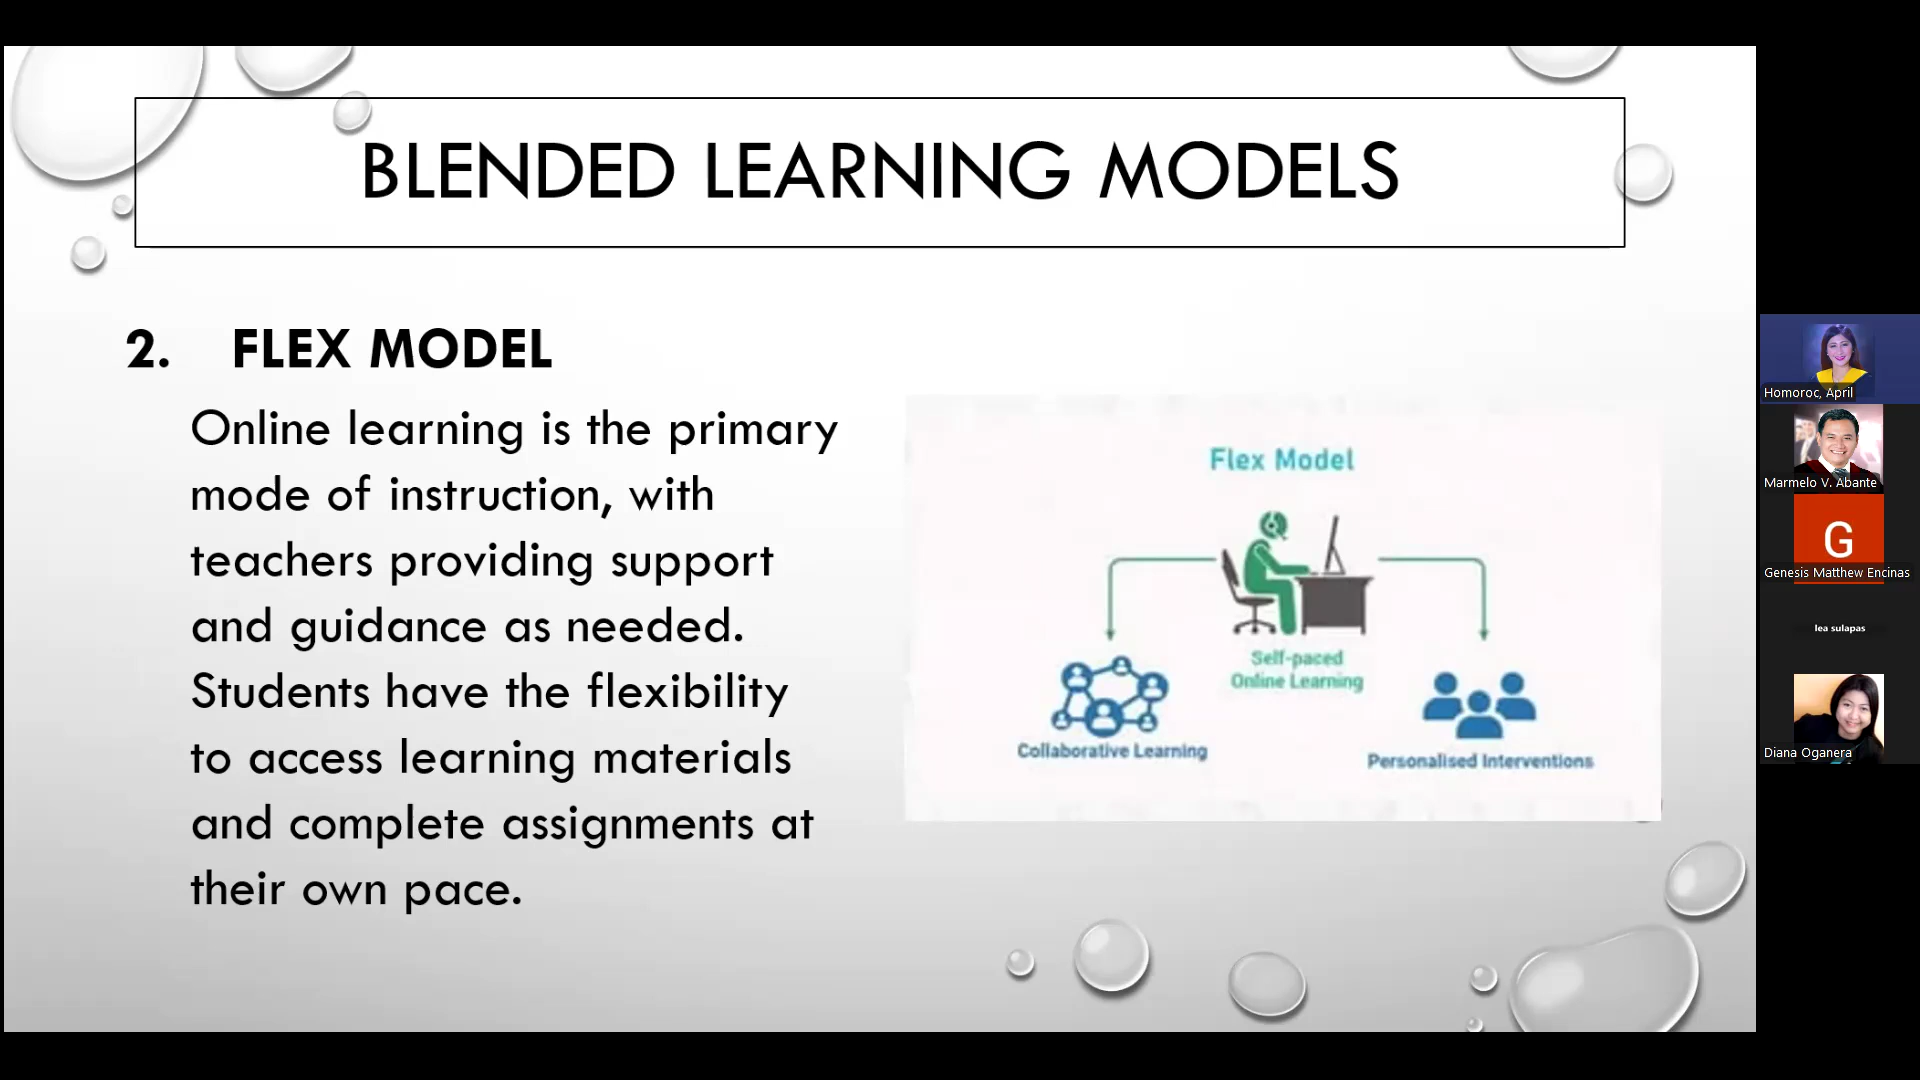 BLENDED LEARNING MODELS
2. FLEX MODEL
Online learning is the primary
mode of instruction, with
teachers providing support
and guidance as needed.
Students have the flexibility
to access learning materials
and complete assignments at
their own pace.
Flex Model
Self-paced
Online Learning
Collaborative Learning
Personalised Interventions
Homoroc, April
Marmelo V. Abante
G
Genesis Matthew Encinas
lea sulapas
Diana Oganera